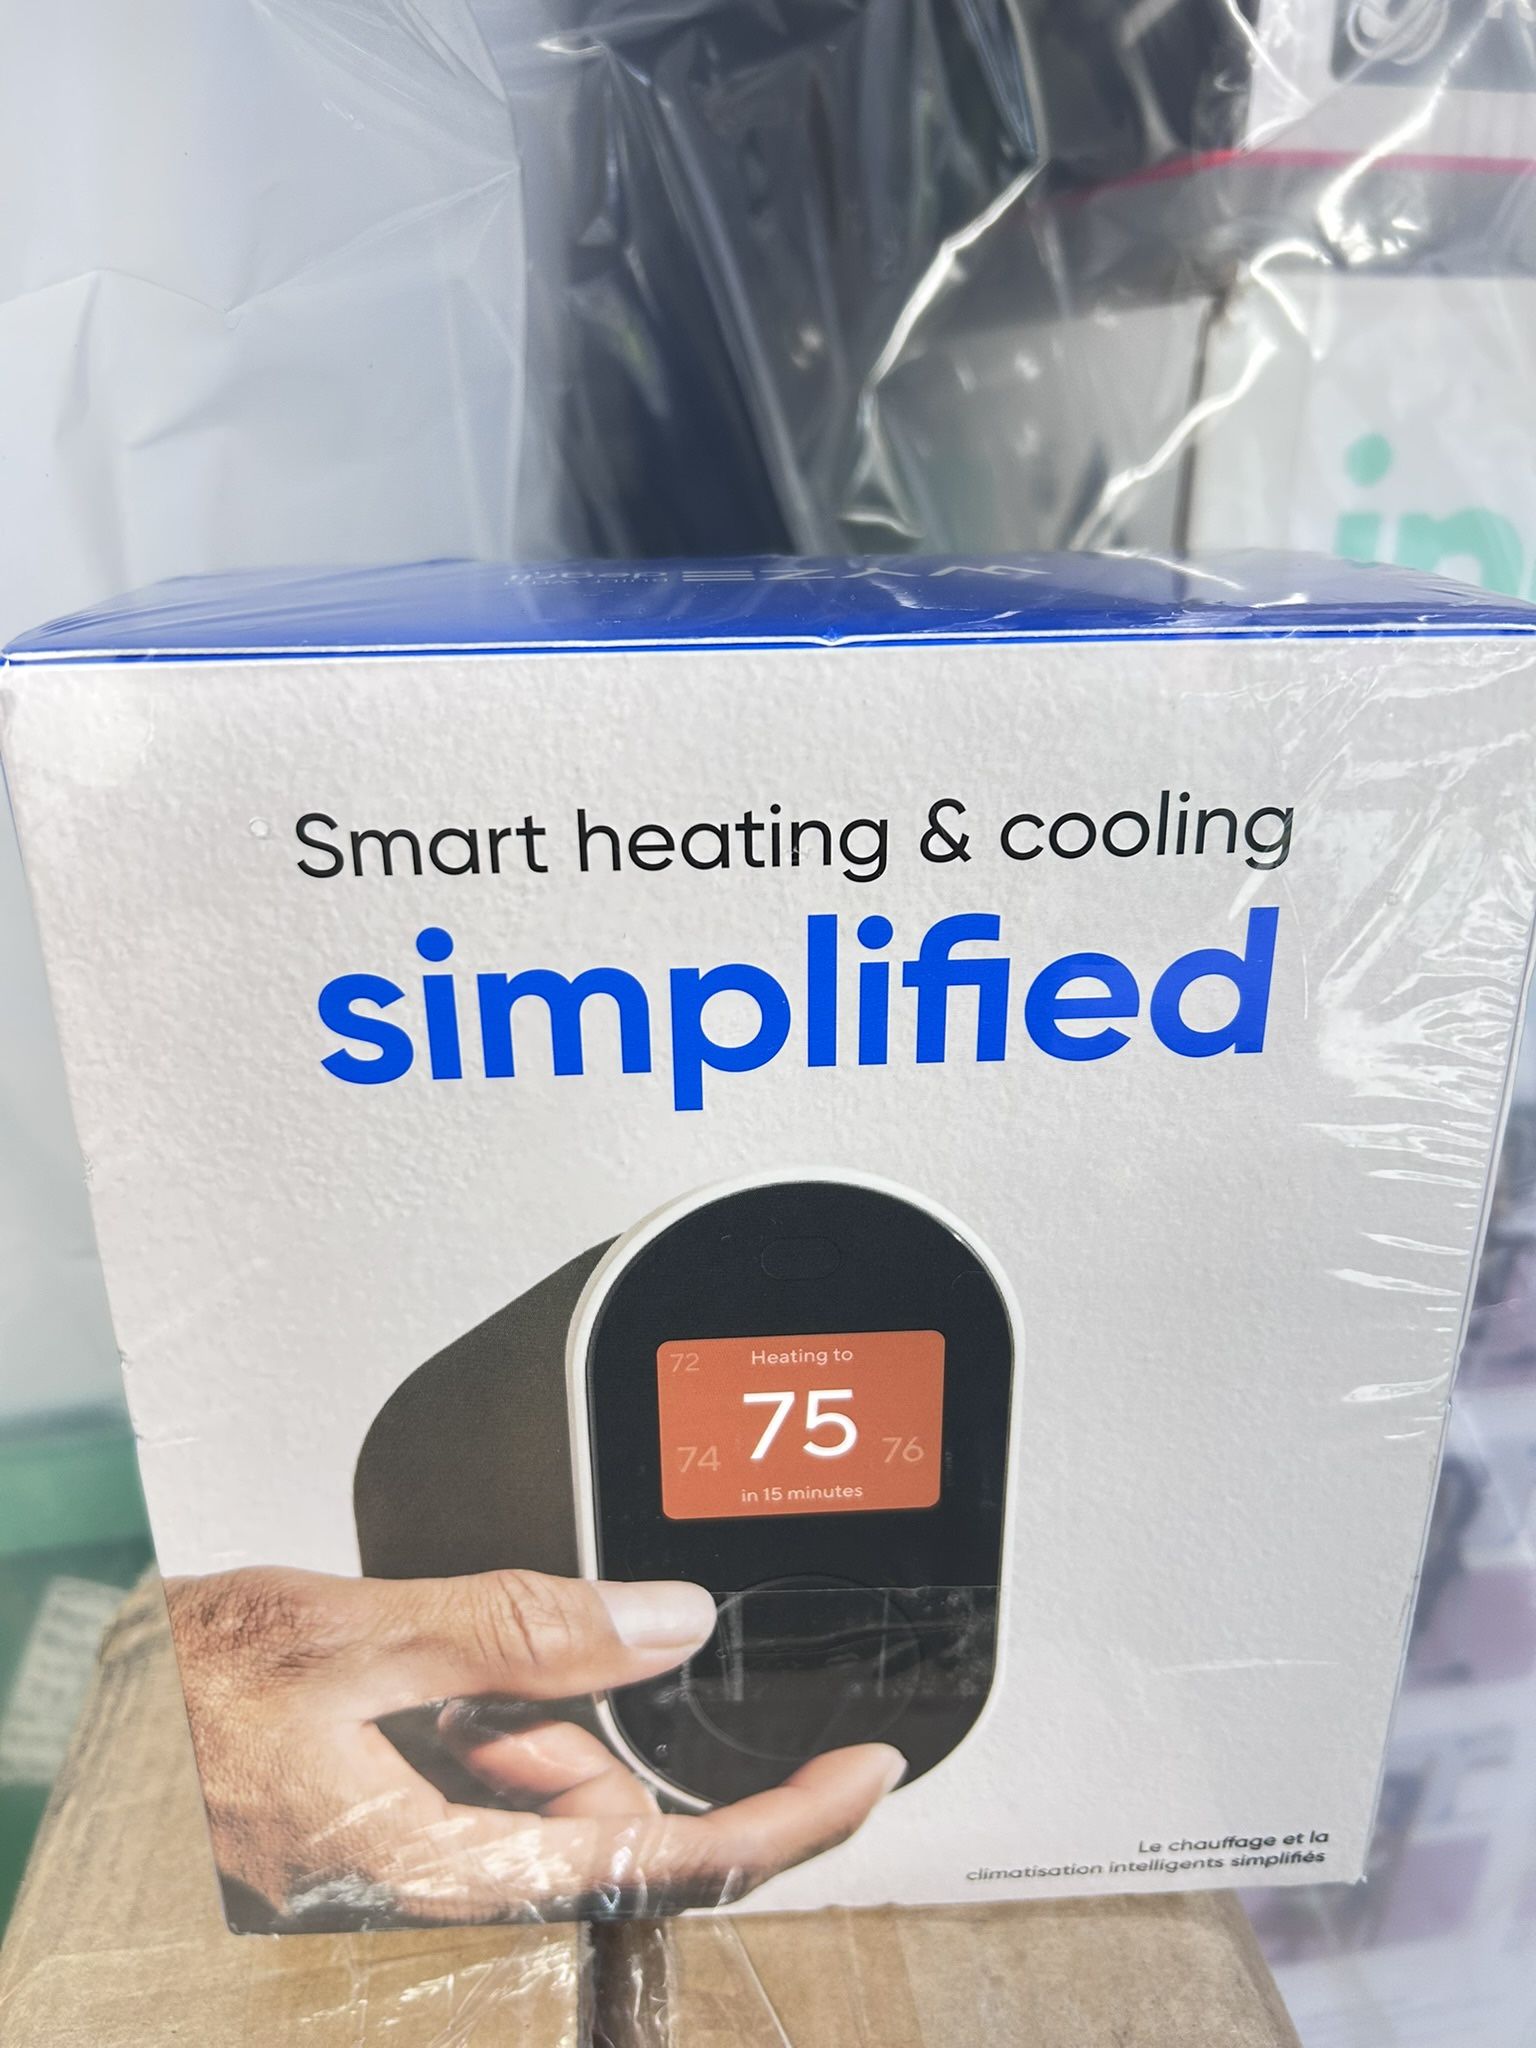 WYZE
Smart heating & cooling
simplified
72
Heating to
74
75
76
in 15 minutes
Le chauffage et la
climatisation intelligents simplifiés